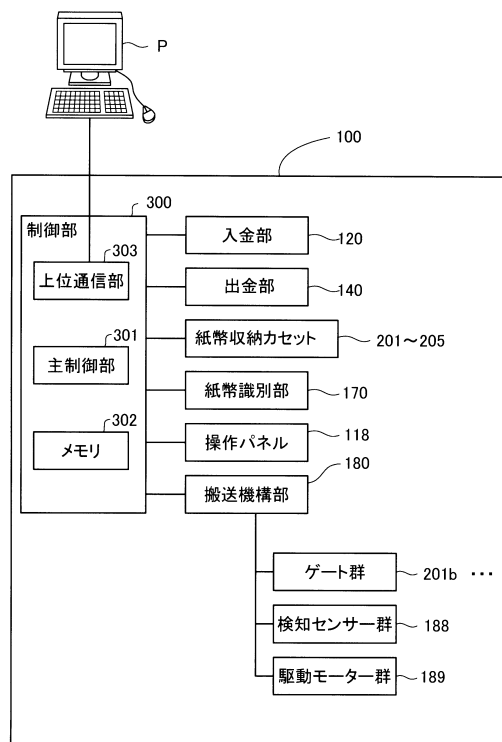 P
100
300
制御部
303
上位通信部
301
主制御部
302
メモリ
入金部
120
出金部
140
紙幣収納カセット
201～205
紙幣識別部
170
操作パネル
118
搬送機構部
180
ゲート群
201b ･･･
検知センサー群
188
駆動モーター群
189